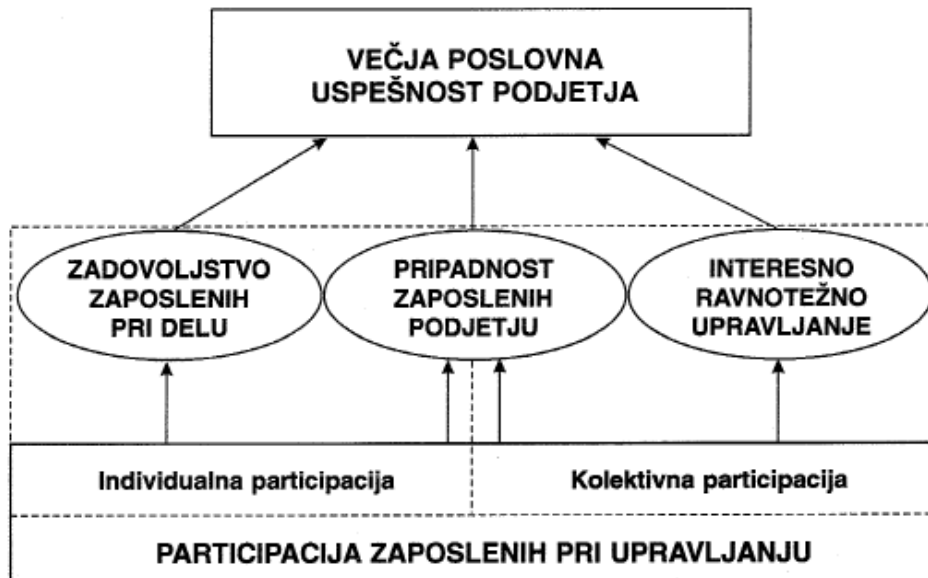 VEČJA POSLOVNA
USPEŠNOST PODJETJA
ZADOVOLJSTVO
ZAPOSLENIH
PRI DELU
PRIPADNOST
ZAPOSLENIH
PODJETJU
INTERESNO
RAVNOTEŽNO
UPRAVLJANJE
Individualna participacija
Kolektivna participacija
PARTICIPACIJA ZAPOSLENIH PRI UPRAVLJANJU